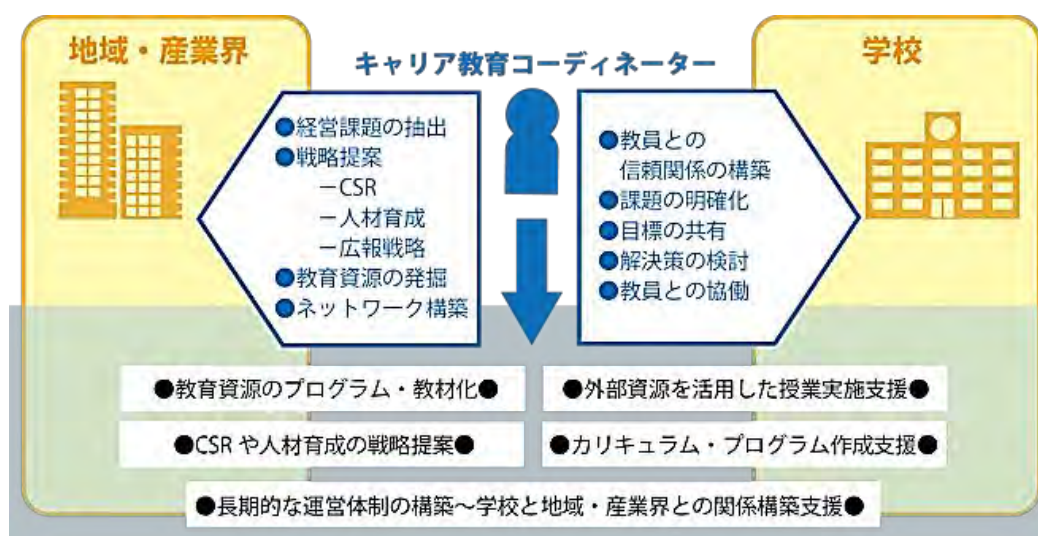 地域・産業界
キャリア教育コーディネーター
学校
●経営課題の抽出
●戦略提案
－CSR
－人材育成
－広報戦略
●教育資源の発掘
●ネットワーク構築
●教員との
信頼関係の構築
●課題の明確化
●目標の共有
●解決策の検討
●教員との協働
●教育資源のプログラム・教材化●
●外部資源を活用した授業実施支援●
●CSRや人材育成の戦略提案●
●カリキュラム・プログラム作成支援●
●長期的な運営体制の構築～学校と地域・産業界との関係構築支援●